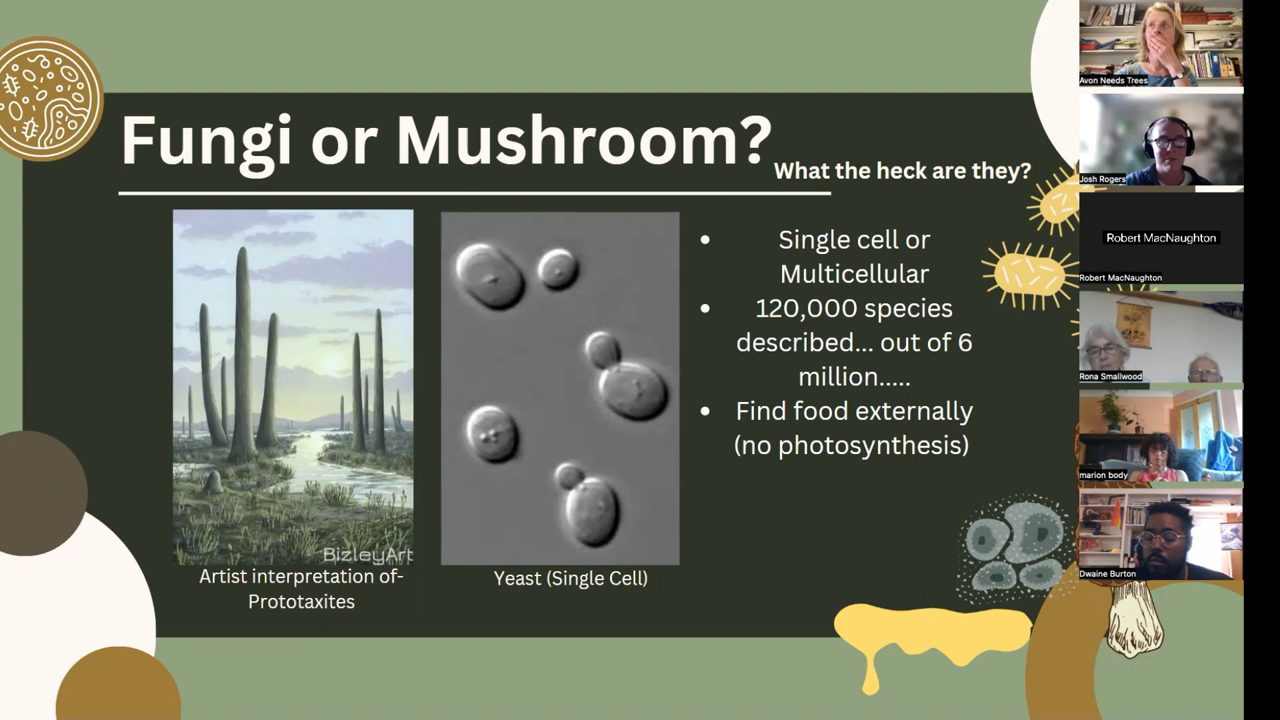 Fungi or Mushroom?
What the heck are they?
Single cell or
Multicellular
120,000 species
described... out of 6
million.....
Find food externally
(no photosynthesis)
BizleyArt
Artist interpretation of-
Prototaxites
Yeast (Single Cell)
Avon Needs Trees
Josh Rogers
Robert MacNaughton
Robert MacNaughton
Rona Smallwood
marion body
Dwaine Burton